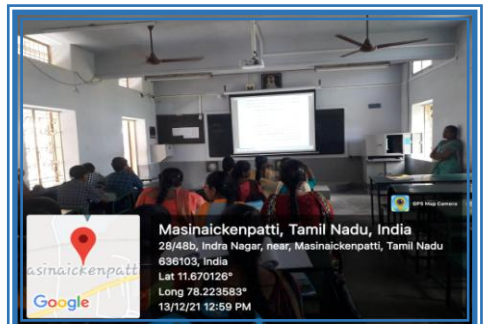 GPS Map Camera
Masinaickenpatti, Tamil Nadu, India
28/48b, Indra Nagar, near, Masinaickenpatti, Tamil Nadu
636103, India
Lat 11.670126°
Long 78.223583°
13/12/21 12:59 PM
asinaickenpatt
Google